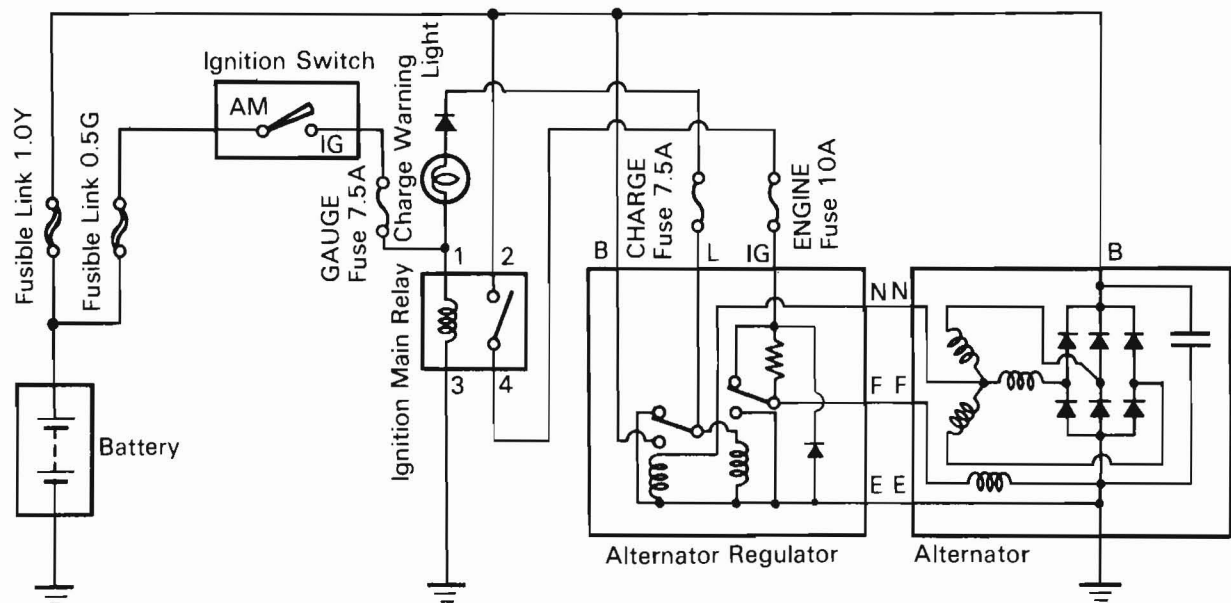 Ignition Switch
AM
IG
Fusible Link 1.0Y
Fusible Link 0.5G
GAUGE
Fuse 7.5A
Charge Warning
Light
CHARGE
Fuse 7.5A
ENGINE
Fuse 10A
B
L
IG
B
1
2
3
4
Ignition Main Relay
N N
F F
E E
Battery
Alternator Regulator
Alternator